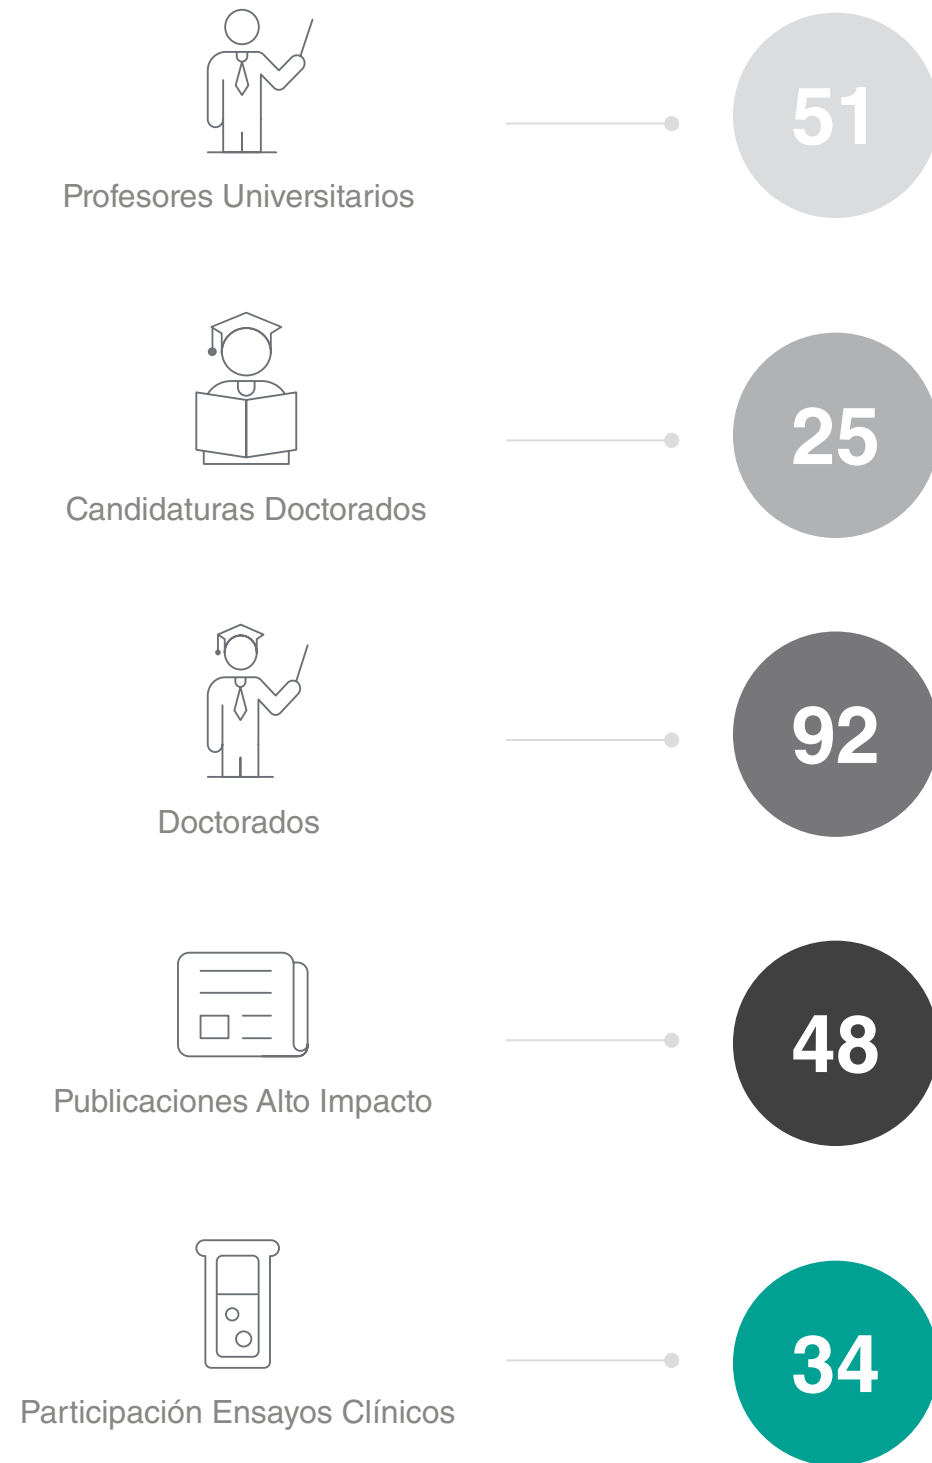 51
Profesores Universitarios
25
Candidaturas Doctorados
92
Doctorados
48
Publicaciones Alto Impacto
34
Participación Ensayos Clínicos